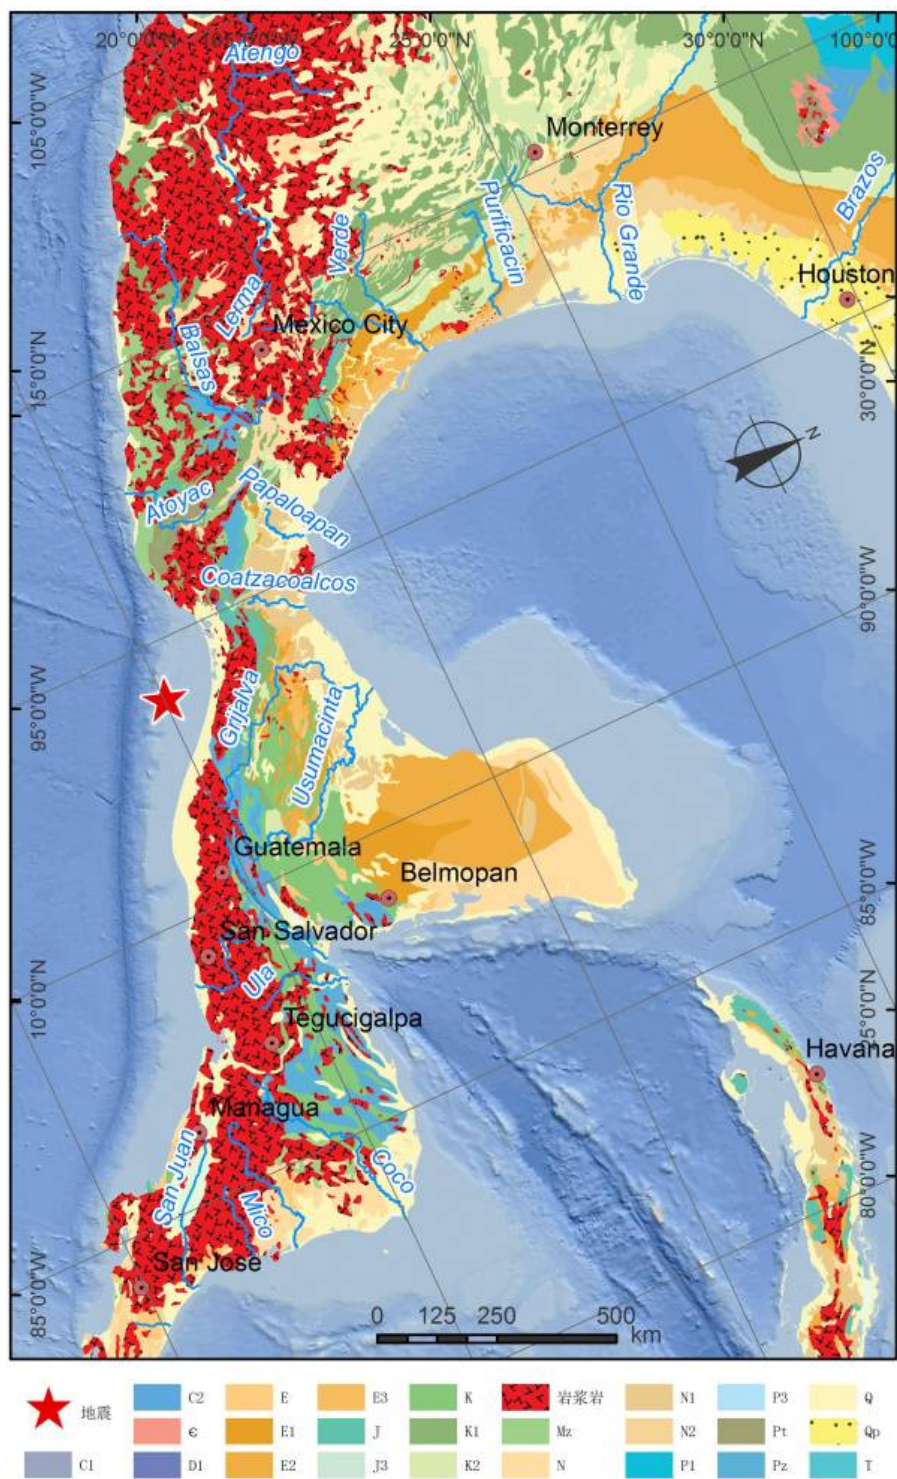 20°0'0"N
25°0'0"N
30°0'0"N
100°0'0
105°0'0"W
Atengo
Monterrey
Brazos
Rio Grande
Purificacin
Verde
Houston
Lerma
Mexico City
Balsas
15°0'0"N
30°0'0"N
N
Atoyac
Papaloapan
Coatzacoalcos
90°0'0"W
95°0'0"W
Grijalva
Usumacinta
Guatemala
Belmopan
85°0'0"W
San Salvador
Ula
10°0'0"N
Tegucigalpa
25°0'0"N
Havana
Managua
San Juan
Coco
Mico
80°0'0"W
San Jose
85°0'0"W
0 125 250 500
km
地震 C2 E E3 K 岩浆岩 N1 P3 Q
Є E1 J K1 Mz N2 Pt Qp
C1 D1 E2 J3 K2 N P1 Pz T